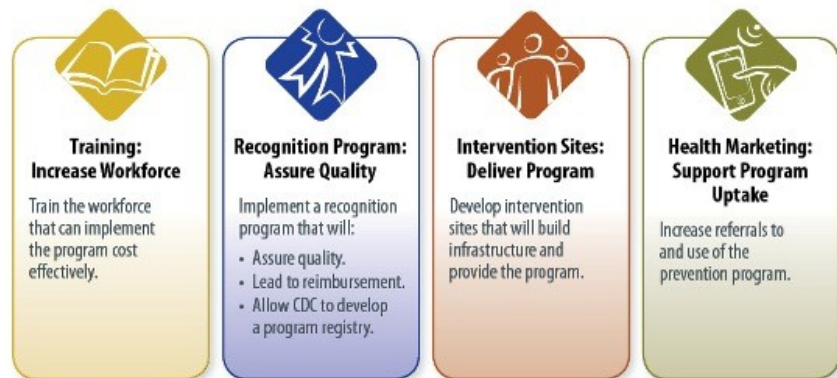 Training:
Increase Workforce
Train the workforce
that can implement
the program cost
effectively.
Recognition Program:
Assure Quality
Implement a recognition
program that will:
• Assure quality.
• Lead to reimbursement.
• Allow CDC to develop
a program registry.
Intervention Sites:
Deliver Program
Develop intervention
sites that will build
infrastructure and
provide the program.
Health Marketing:
Support Program
Uptake
Increase referrals to
and use of the
prevention program.